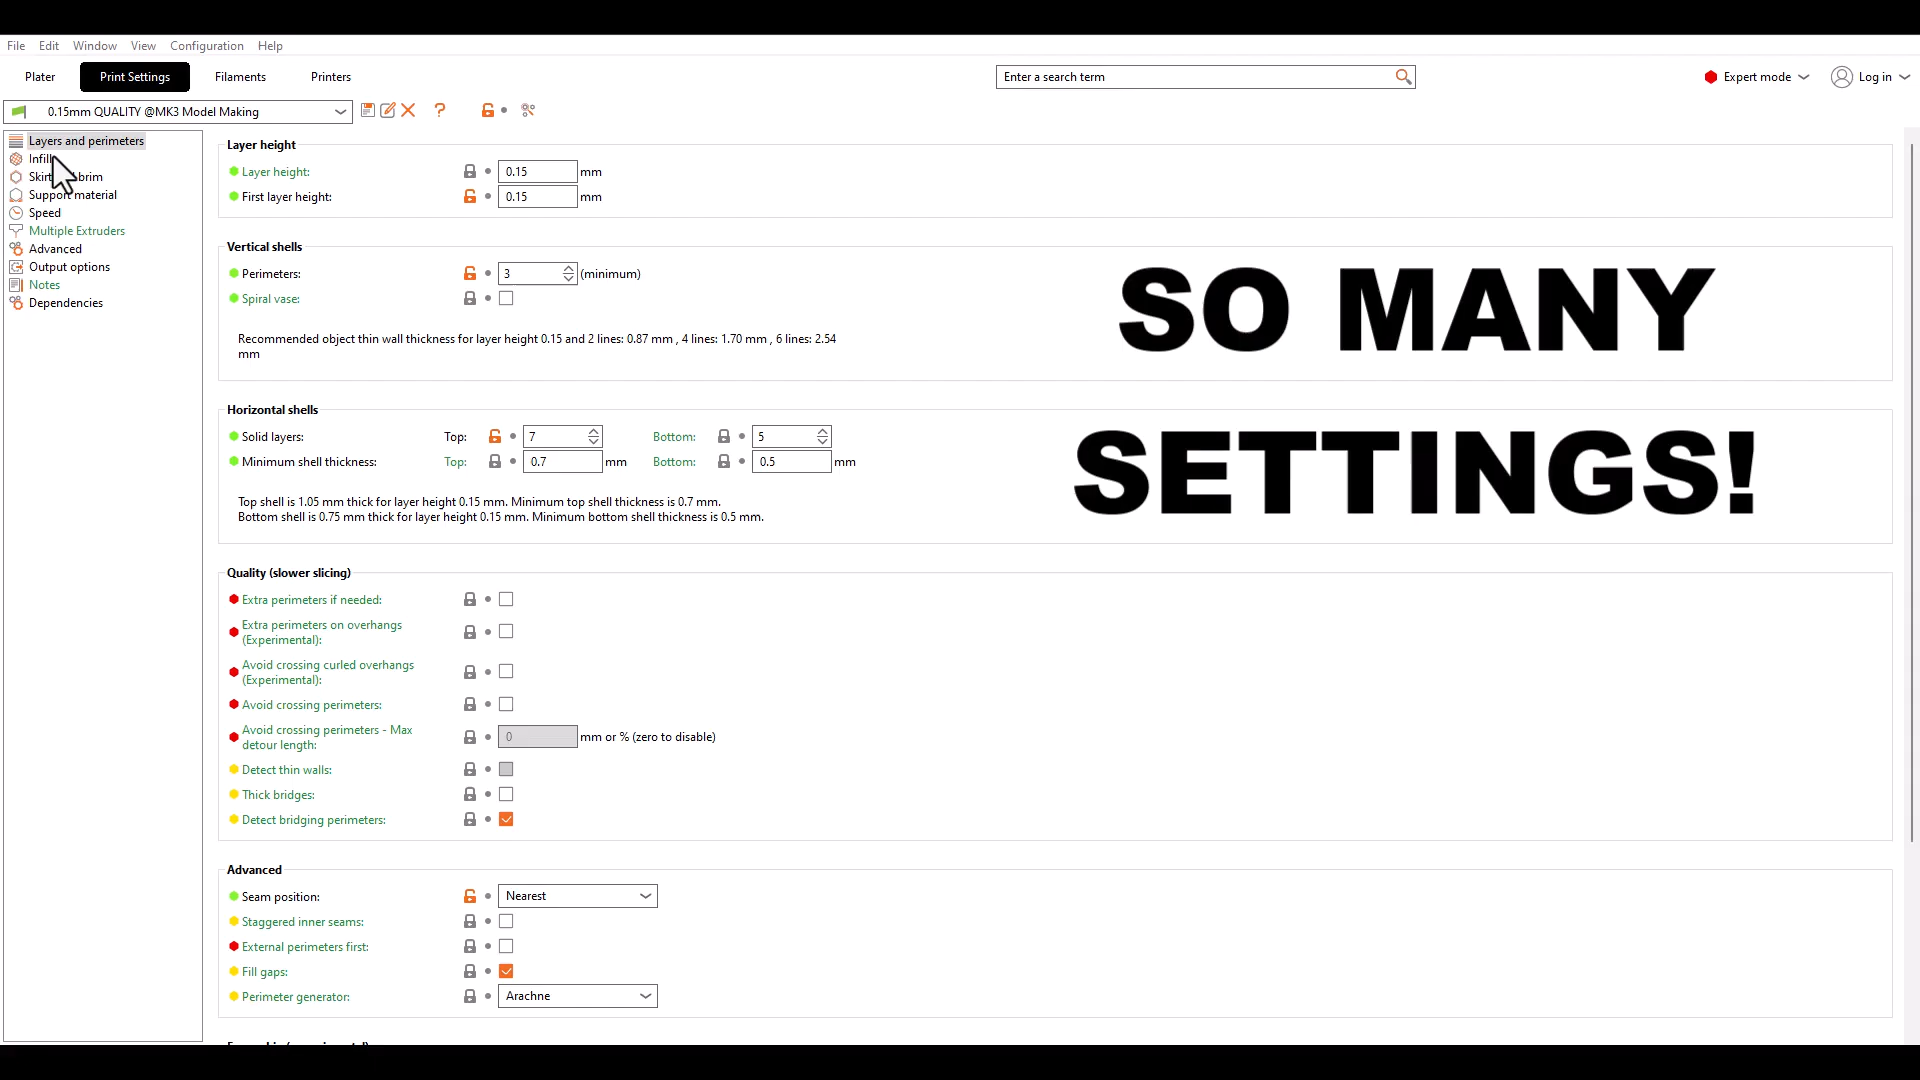 File Edit Window View Configuration Help
Plater Print Settings Filaments Printers Enter a search term Expert mode Log in
0.15mm QUALITY @MK3 Model Making ?
Layers and perimeters
Infill
Skirt brim
Support material
Speed
Multiple Extruders
Advanced
Output options
Notes
Dependencies
Layer height
Layer height: 0.15 mm
First layer height: 0.15 mm
Vertical shells
Perimeters: 3 (minimum)
Spiral vase:
Recommended object thin wall thickness for layer height 0.15 and 2 lines: 0.87 mm , 4 lines: 1.70 mm , 6 lines: 2.54
mm
SO MANY
SETTINGS!
Horizontal shells
Solid layers: Top: 7 Bottom: 5
Minimum shell thickness: Top: 0.7 mm Bottom: 0.5 mm
Top shell is 1.05 mm thick for layer height 0.15 mm. Minimum top shell thickness is 0.7 mm.
Bottom shell is 0.75 mm thick for layer height 0.15 mm. Minimum bottom shell thickness is 0.5 mm.
Quality (slower slicing)
Extra perimeters if needed:
Extra perimeters on overhangs
(Experimental):
Avoid crossing curled overhangs
(Experimental):
Avoid crossing perimeters:
Avoid crossing perimeters - Max
detour length: 0 mm or % (zero to disable)
Detect thin walls:
Thick bridges:
Detect bridging perimeters:
Advanced
Seam position: Nearest
Staggered inner seams:
External perimeters first:
Fill gaps:
Perimeter generator: Arachne